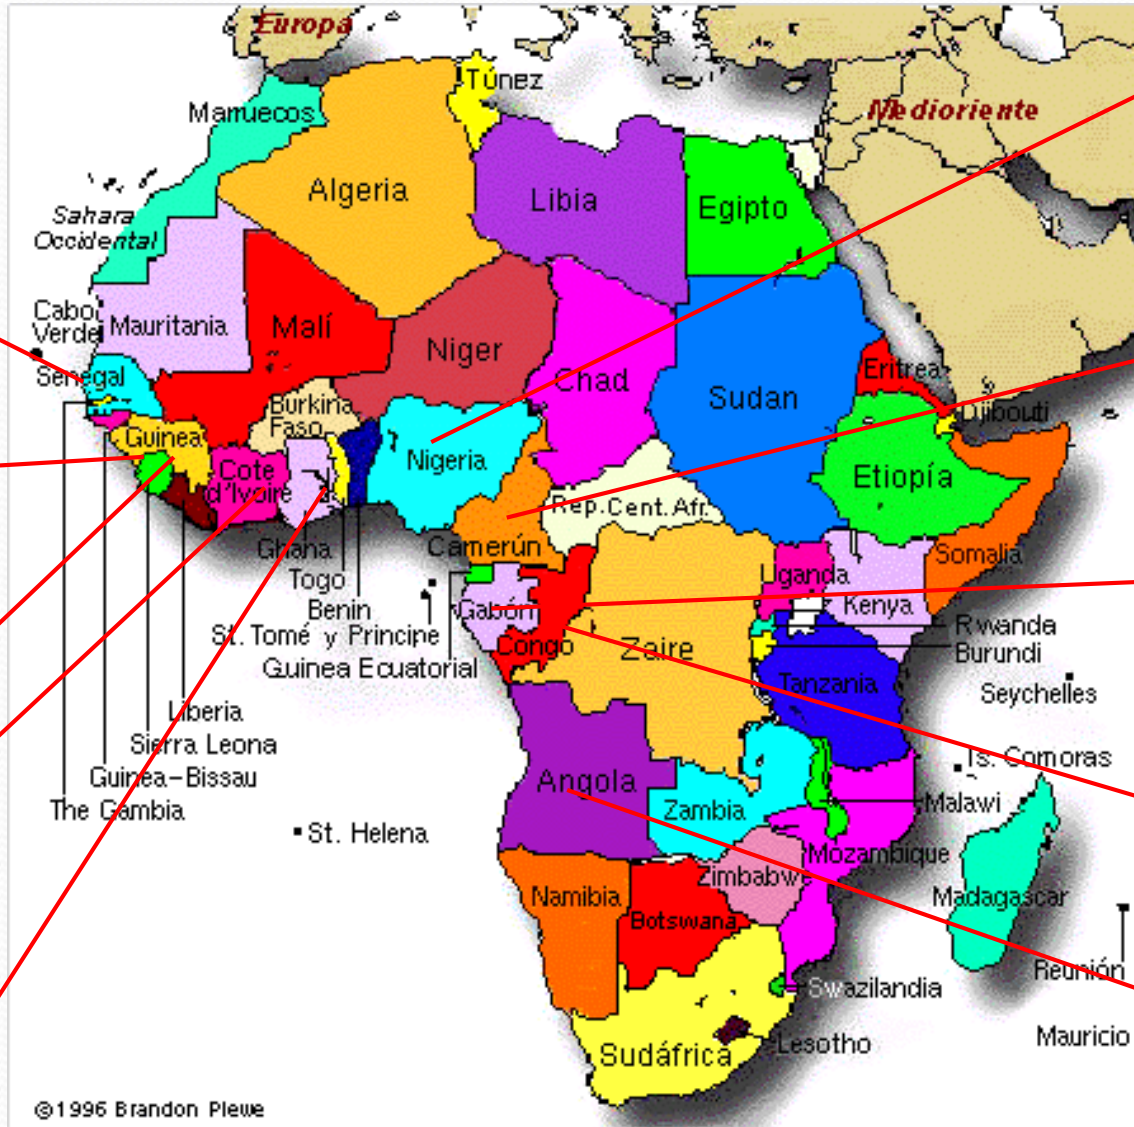 Europa
Túnez
Marruecos
Medioriente
Algeria
Libia
Egipto
Sahara
Occidental
Cabo
Verde
Mauritania
Malí
Niger
Chad
Sudan
Eritrea
Senegal
Burkina
Faso
Djibouti
Guinea
Nigeria
Cote
d'Ivoire
Etiopía
Rep. Cent. Afr.
Ghana
Camerún
Somalia
Togo
Uganda
Benin
Gabón
Kenya
St. Tomé y Principe
Rwanda
Congo
Zaire
Burundi
Guinea Ecuatorial
Tanzania
Seychelles
Liberia
Sierra Leona
Is. Comoras
Guinea-Bissau
Angola
The Gambia
Zambia
Malawi
St. Helena
Mozambique
Zimbabwe
Namibia
Madagascar
Botswana
Reunión
Swazilandia
Mauricio
Lesotho
Sudáfrica
©1996 Brandon Plewe